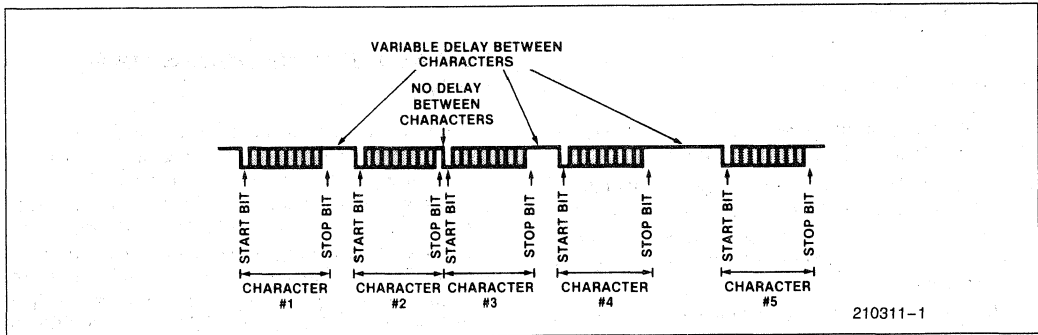 VARIABLE DELAY BETWEEN
CHARACTERS
NO DELAY
BETWEEN
CHARACTERS
START BIT
STOP BIT
START BIT
STOP BIT
START BIT
STOP BIT
START BIT
STOP BIT
START BIT
STOP BIT
CHARACTER
#1
CHARACTER
#2
CHARACTER
#3
CHARACTER
#4
CHARACTER
#5
210311-1